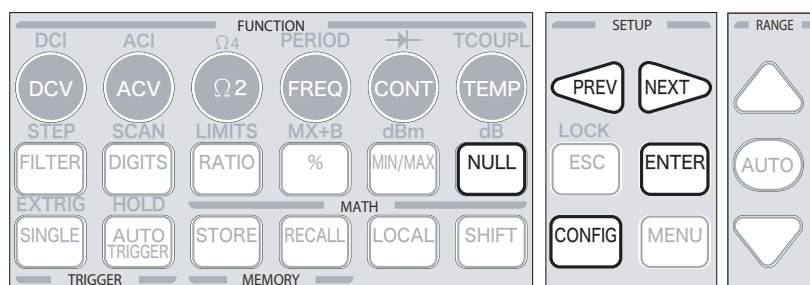 FUNCTION
DCI ACI Ω4 PERIOD TCOUPL
DCV ACV Ω2 FREQ CONT TEMP
STEP SCAN LIMITS MX+B dBm dB
FILTER DIGITS RATIO % MIN/MAX NULL
EXTRIG HOLD MATH
SINGLE AUTO TRIGGER STORE RECALL LOCAL SHIFT
TRIGGER MEMORY
SETUP
PREV NEXT
LOCK
ESC ENTER
CONFIG MENU
RANGE
AUTO